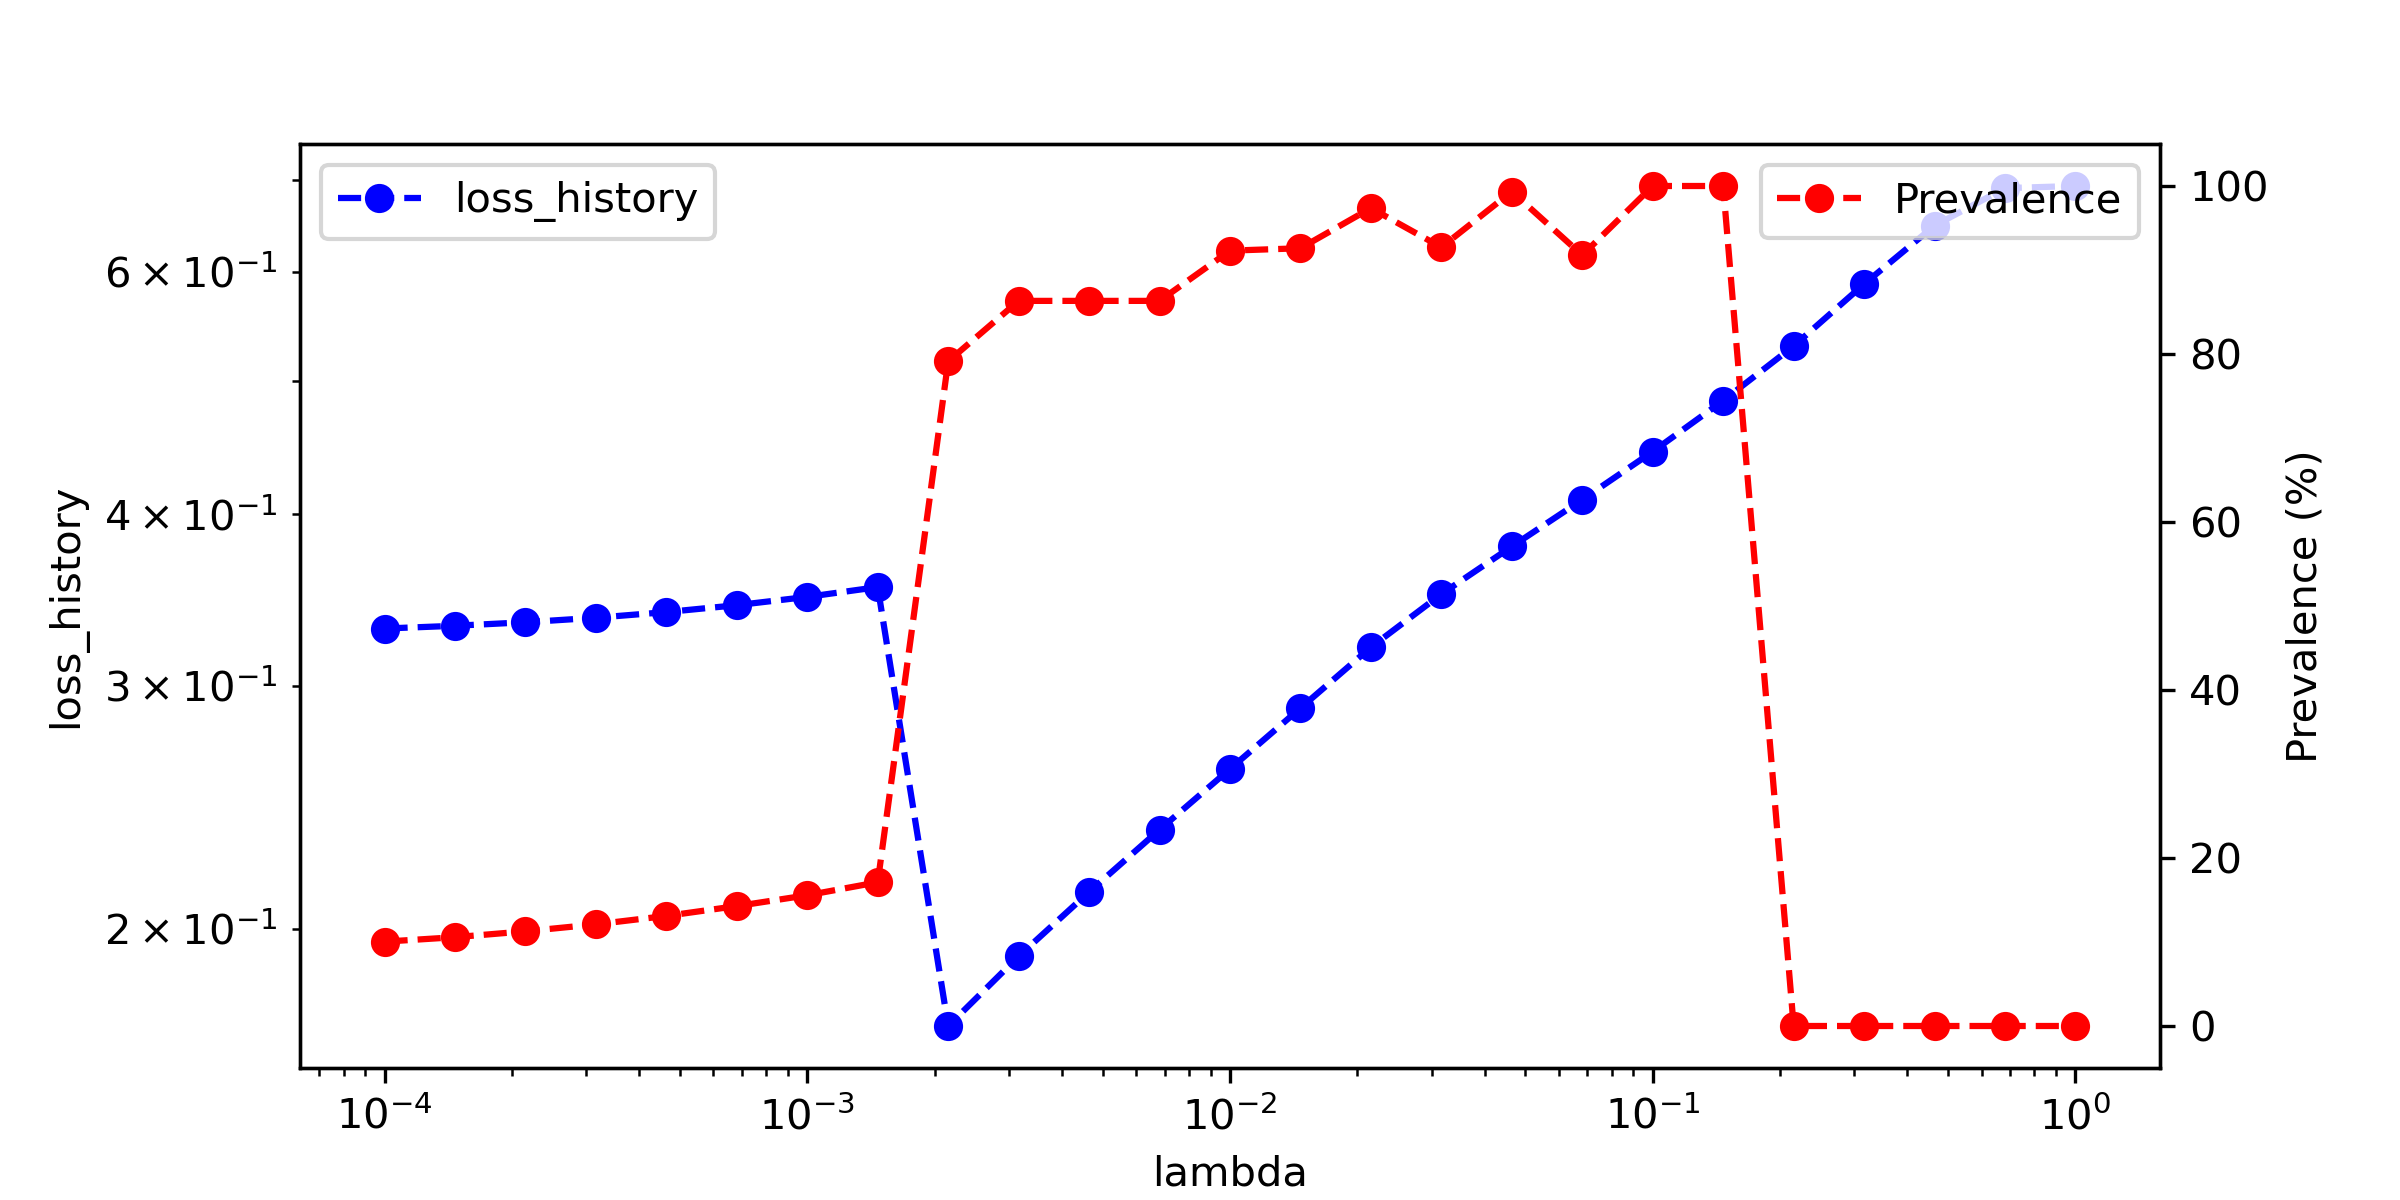 loss_history
Prevalence
6 × 10⁻¹
4 × 10⁻¹
3 × 10⁻¹
2 × 10⁻¹
loss_history
100
80
60
40
20
0
Prevalence (%)
10⁻⁴
10⁻³
10⁻²
10⁻¹
10⁰
lambda